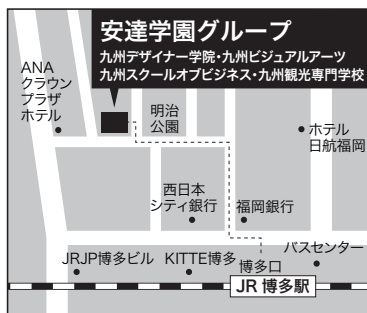 安達学園グループ
九州デザイナー学院・九州ビジュアルアーツ
九州スクールオブビジネス・九州観光専門学校
ANA
クラウン
プラザ
ホテル
明治
公園
ホテル
日航福岡
西日本
シティ銀行
福岡銀行
JRJP博多ビル
KITTE博多
博多口
バスセンター
JR 博多駅